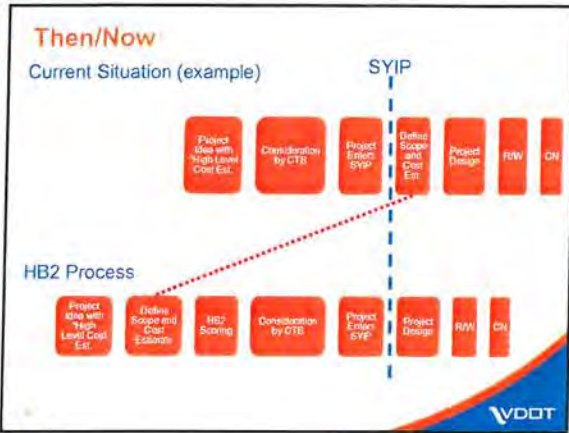 Then/Now
Current Situation (example)
SYIP
Project
Idea with
"High Level
Cost Est.
Consideration
by CTB
Project
Enters
SYIP
Define
Scope
and
Cost
Est.
Project
Design
R/W
CN
HB2 Process
Project
Idea with
"High
Level Cost
Est.
Define
Scope and
Cost
Estimate
HB2
Scoring
Consideration
by CTB
Project
Enters
SYIP
Project
Design
R/W
CN
VDOT